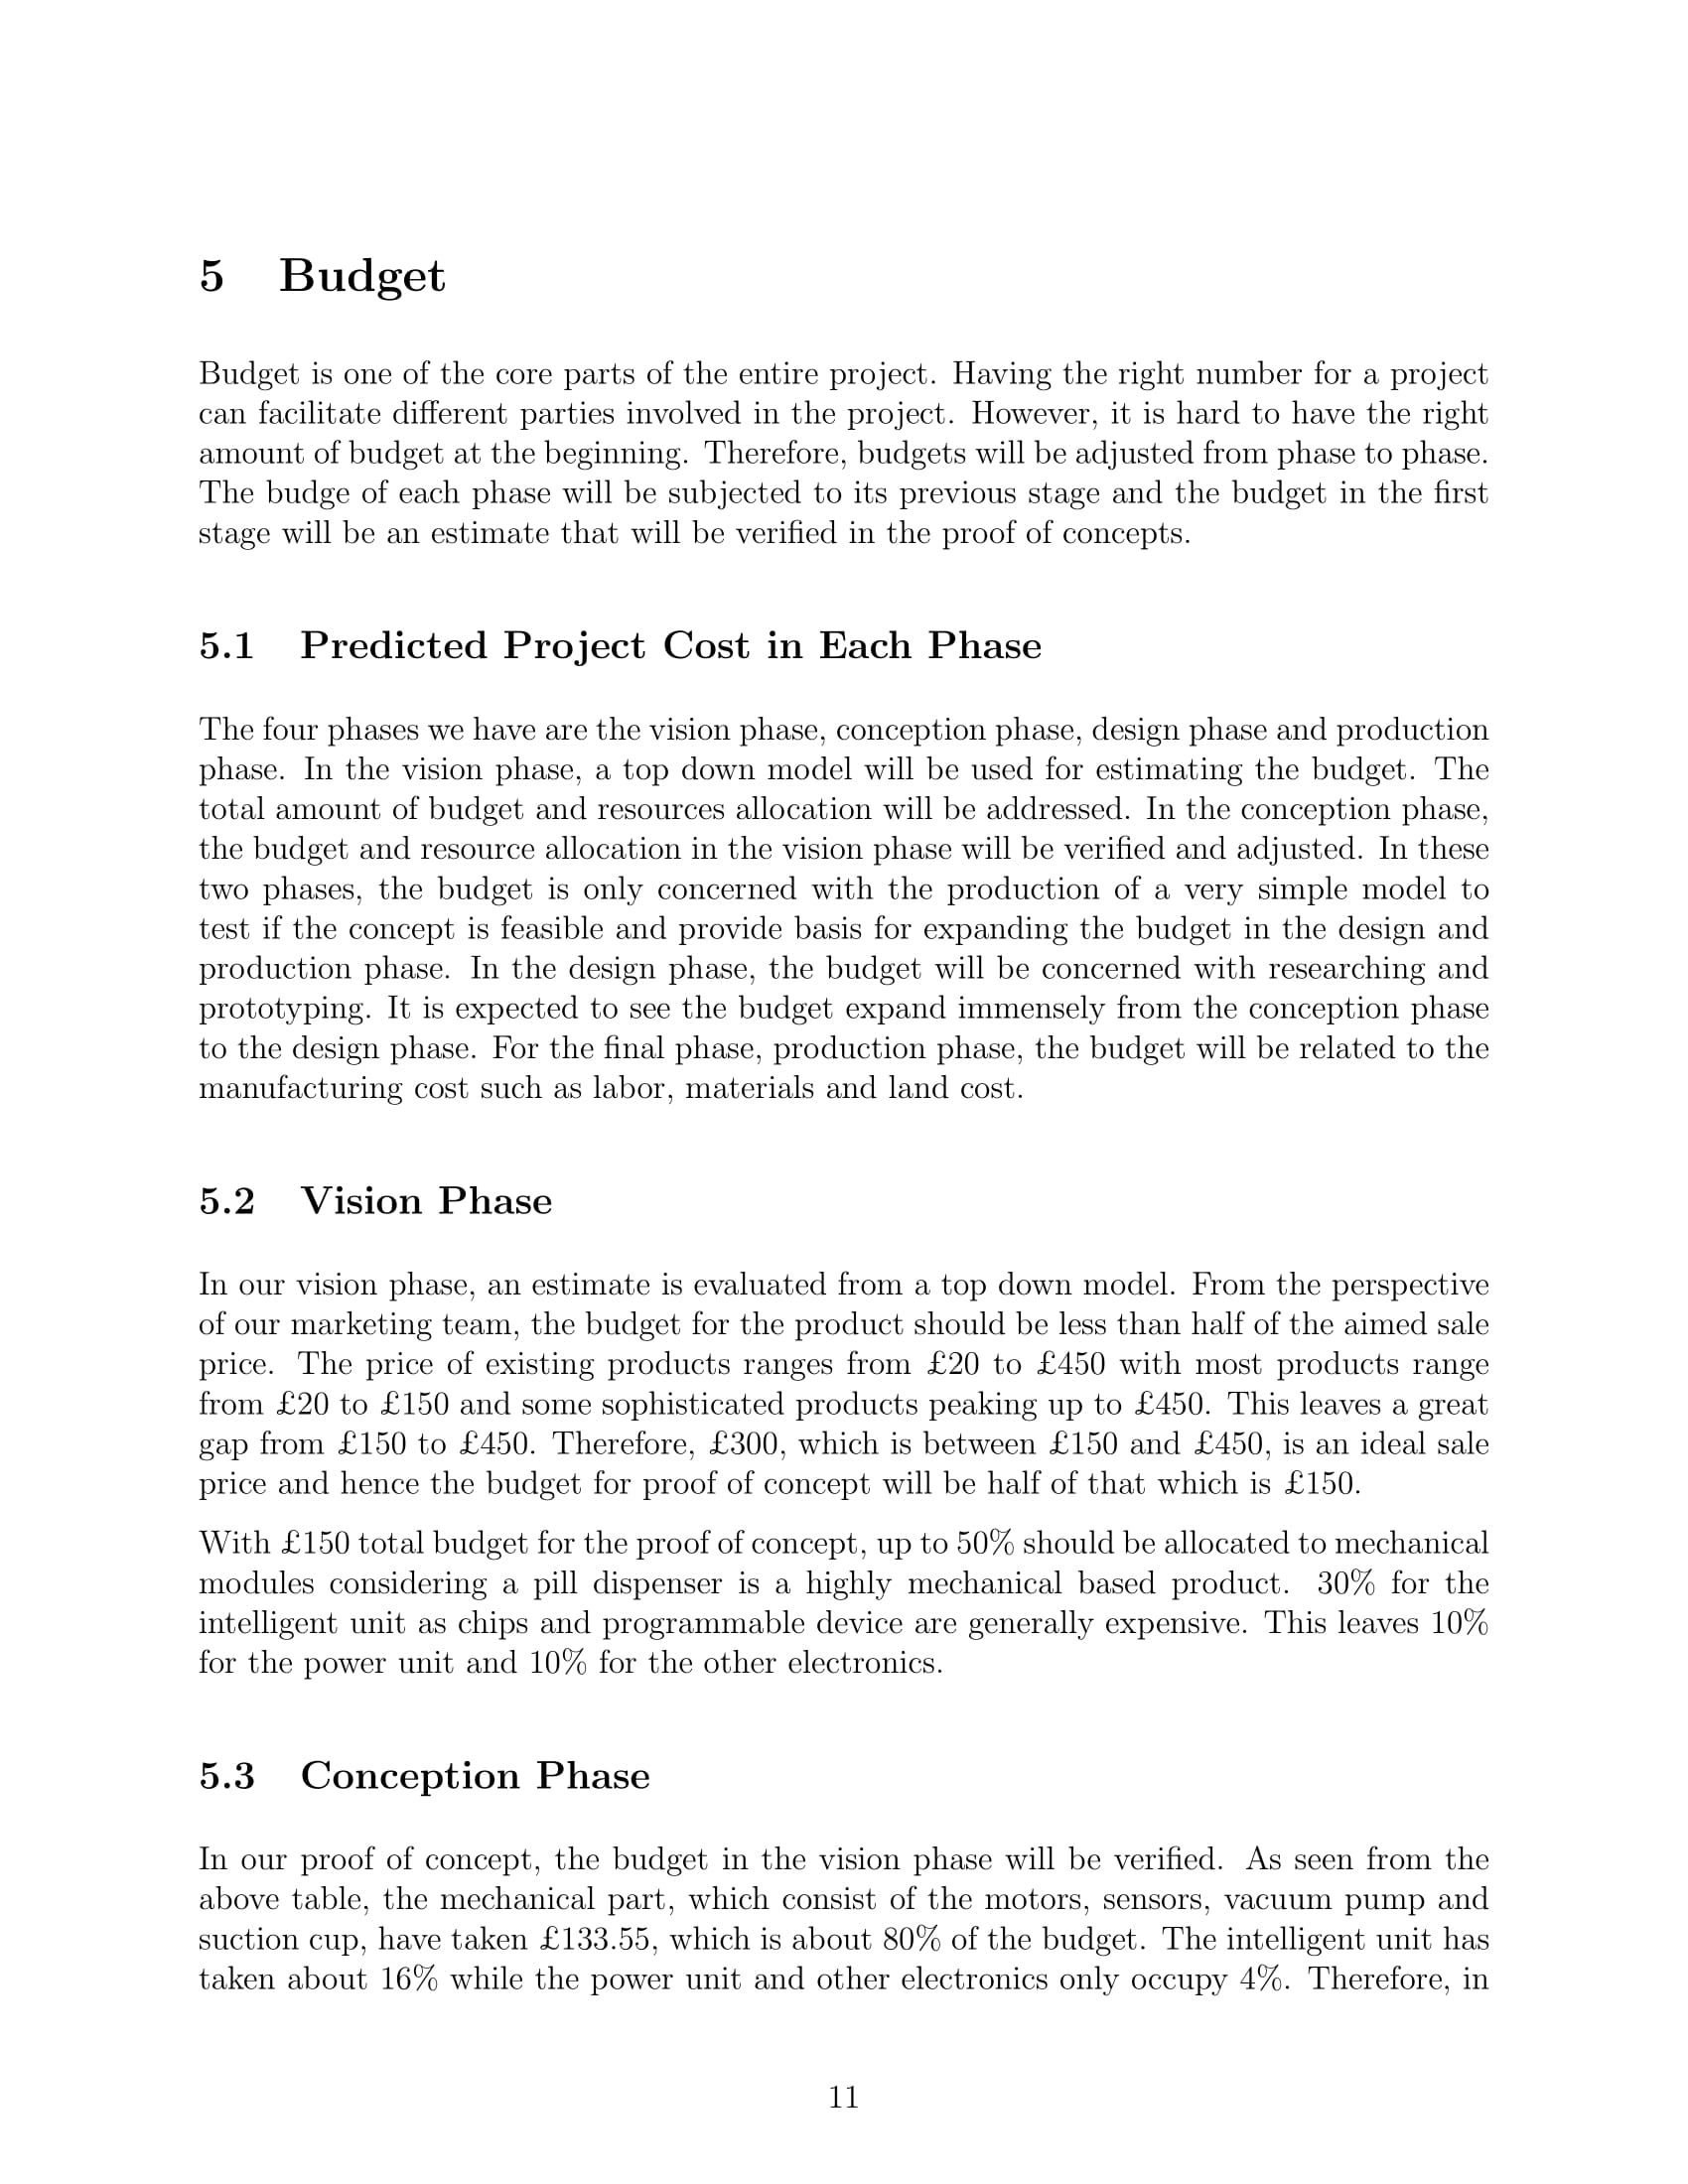 5 Budget
Budget is one of the core parts of the entire project. Having the right number for a project
can facilitate different parties involved in the project. However, it is hard to have the right
amount of budget at the beginning. Therefore, budgets will be adjusted from phase to phase.
The budge of each phase will be subjected to its previous stage and the budget in the first
stage will be an estimate that will be verified in the proof of concepts.
5.1 Predicted Project Cost in Each Phase
The four phases we have are the vision phase, conception phase, design phase and production
phase. In the vision phase, a top down model will be used for estimating the budget. The
total amount of budget and resources allocation will be addressed. In the conception phase,
the budget and resource allocation in the vision phase will be verified and adjusted. In these
two phases, the budget is only concerned with the production of a very simple model to
test if the concept is feasible and provide basis for expanding the budget in the design and
production phase. In the design phase, the budget will be concerned with researching and
prototyping. It is expected to see the budget expand immensely from the conception phase
to the design phase. For the final phase, production phase, the budget will be related to the
manufacturing cost such as labor, materials and land cost.
5.2 Vision Phase
In our vision phase, an estimate is evaluated from a top down model. From the perspective
of our marketing team, the budget for the product should be less than half of the aimed sale
price. The price of existing products ranges from £20 to £450 with most products range
from £20 to £150 and some sophisticated products peaking up to £450. This leaves a great
gap from £150 to £450. Therefore, £300, which is between £150 and £450, is an ideal sale
price and hence the budget for proof of concept will be half of that which is £150.
With £150 total budget for the proof of concept, up to 50% should be allocated to mechanical
modules considering a pill dispenser is a highly mechanical based product. 30% for the
intelligent unit as chips and programmable device are generally expensive. This leaves 10%
for the power unit and 10% for the other electronics.
5.3 Conception Phase
In our proof of concept, the budget in the vision phase will be verified. As seen from the
above table, the mechanical part, which consist of the motors, sensors, vacuum pump and
suction cup, have taken £133.55, which is about 80% of the budget. The intelligent unit has
taken about 16% while the power unit and other electronics only occupy 4%. Therefore, in
11